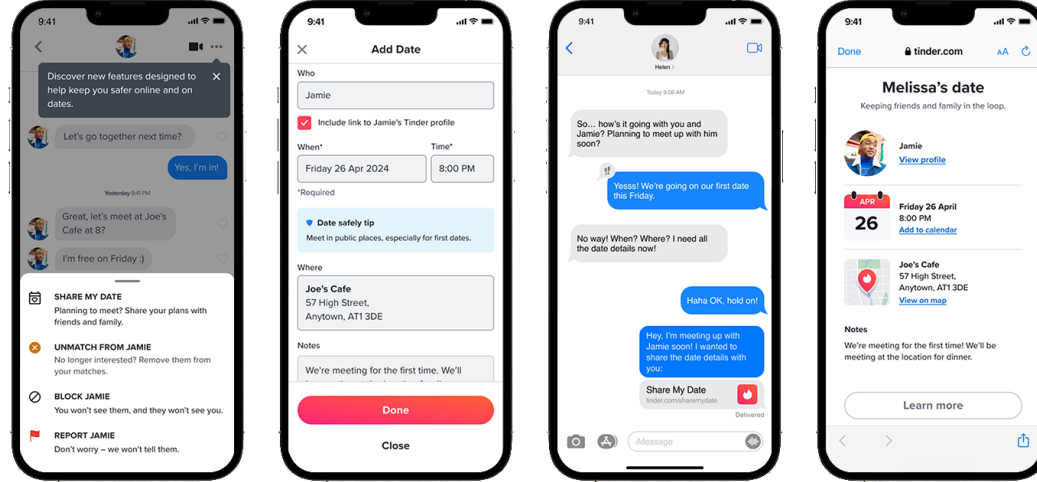 9:41
Discover new features designed to
help keep you safer online and on
dates.
Let's go together next time?
Yes, I'm in!
Yesterday 9:41 PM
Great, let's meet at Joe's
Cafe at 8?
I'm free on Friday :)
SHARE MY DATE
Planning to meet? Share your plans with
friends and family.
UNMATCH FROM JAMIE
No longer interested? Remove them from
your matches.
BLOCK JAMIE
You won't see them, and they won't see you.
REPORT JAMIE
Don't worry – we won't tell them.
9:41
Add Date
Who
Jamie
Include link to Jamie's Tinder profile
When*
Time*
Friday 26 Apr 2024
8:00 PM
*Required
Date safely tip
Meet in public places, especially for first dates.
Where
Joe's Cafe
57 High Street,
Anytown, AT1 3DE
Notes
We're meeting for the first time. We'll
Done
Close
9:41
Helen >
Today 9:08 AM
So... how's it going with you and
Jamie? Planning to meet up with him
soon?
!!
Yesss! We're going on our first date
this Friday.
No way! When? Where? I need all
the date details now!
Haha OK, hold on!
Hey, I'm meeting up with
Jamie soon! I wanted to
share the date details with
you:
Share My Date
tinder.com/sharemydate
Delivered
iMessage
9:41
Done
tinder.com
AA
Melissa's date
Keeping friends and family in the loop.
Jamie
View profile
APR
26
Friday 26 April
8:00 PM
Add to calendar
Joe's Cafe
57 High Street,
Anytown, AT1 3DE
View on map
Notes
We're meeting for the first time! We'll be
meeting at the location for dinner.
Learn more